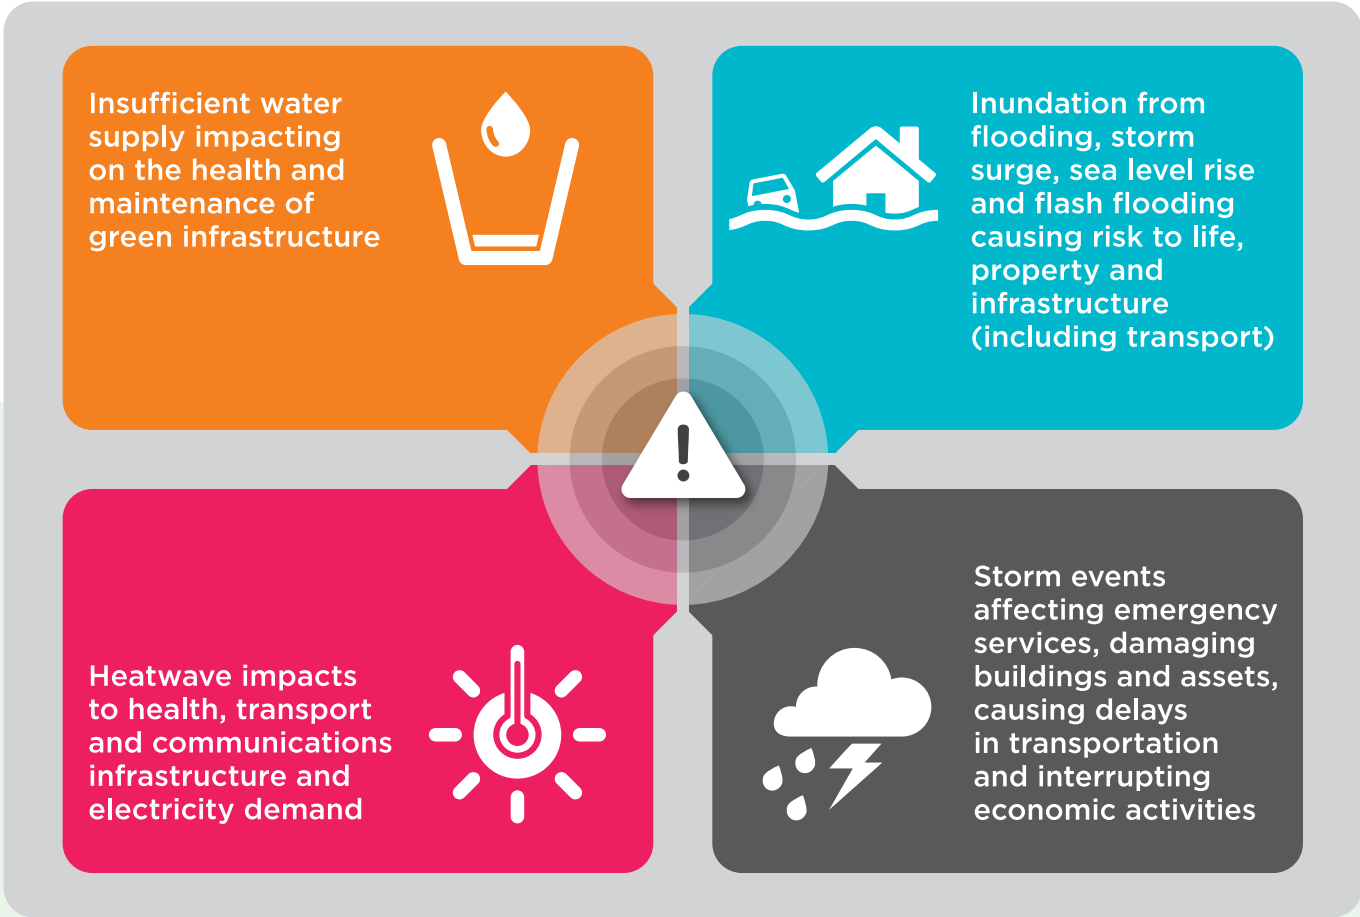 Insufficient water
supply impacting
on the health and
maintenance of
green infrastructure
Inundation from
flooding, storm
surge, sea level rise
and flash flooding
causing risk to life,
property and
infrastructure
(including transport)
!
Heatwave impacts
to health, transport
and communications
infrastructure and
electricity demand
Storm events
affecting emergency
services, damaging
buildings and assets,
causing delays
in transportation
and interrupting
economic activities